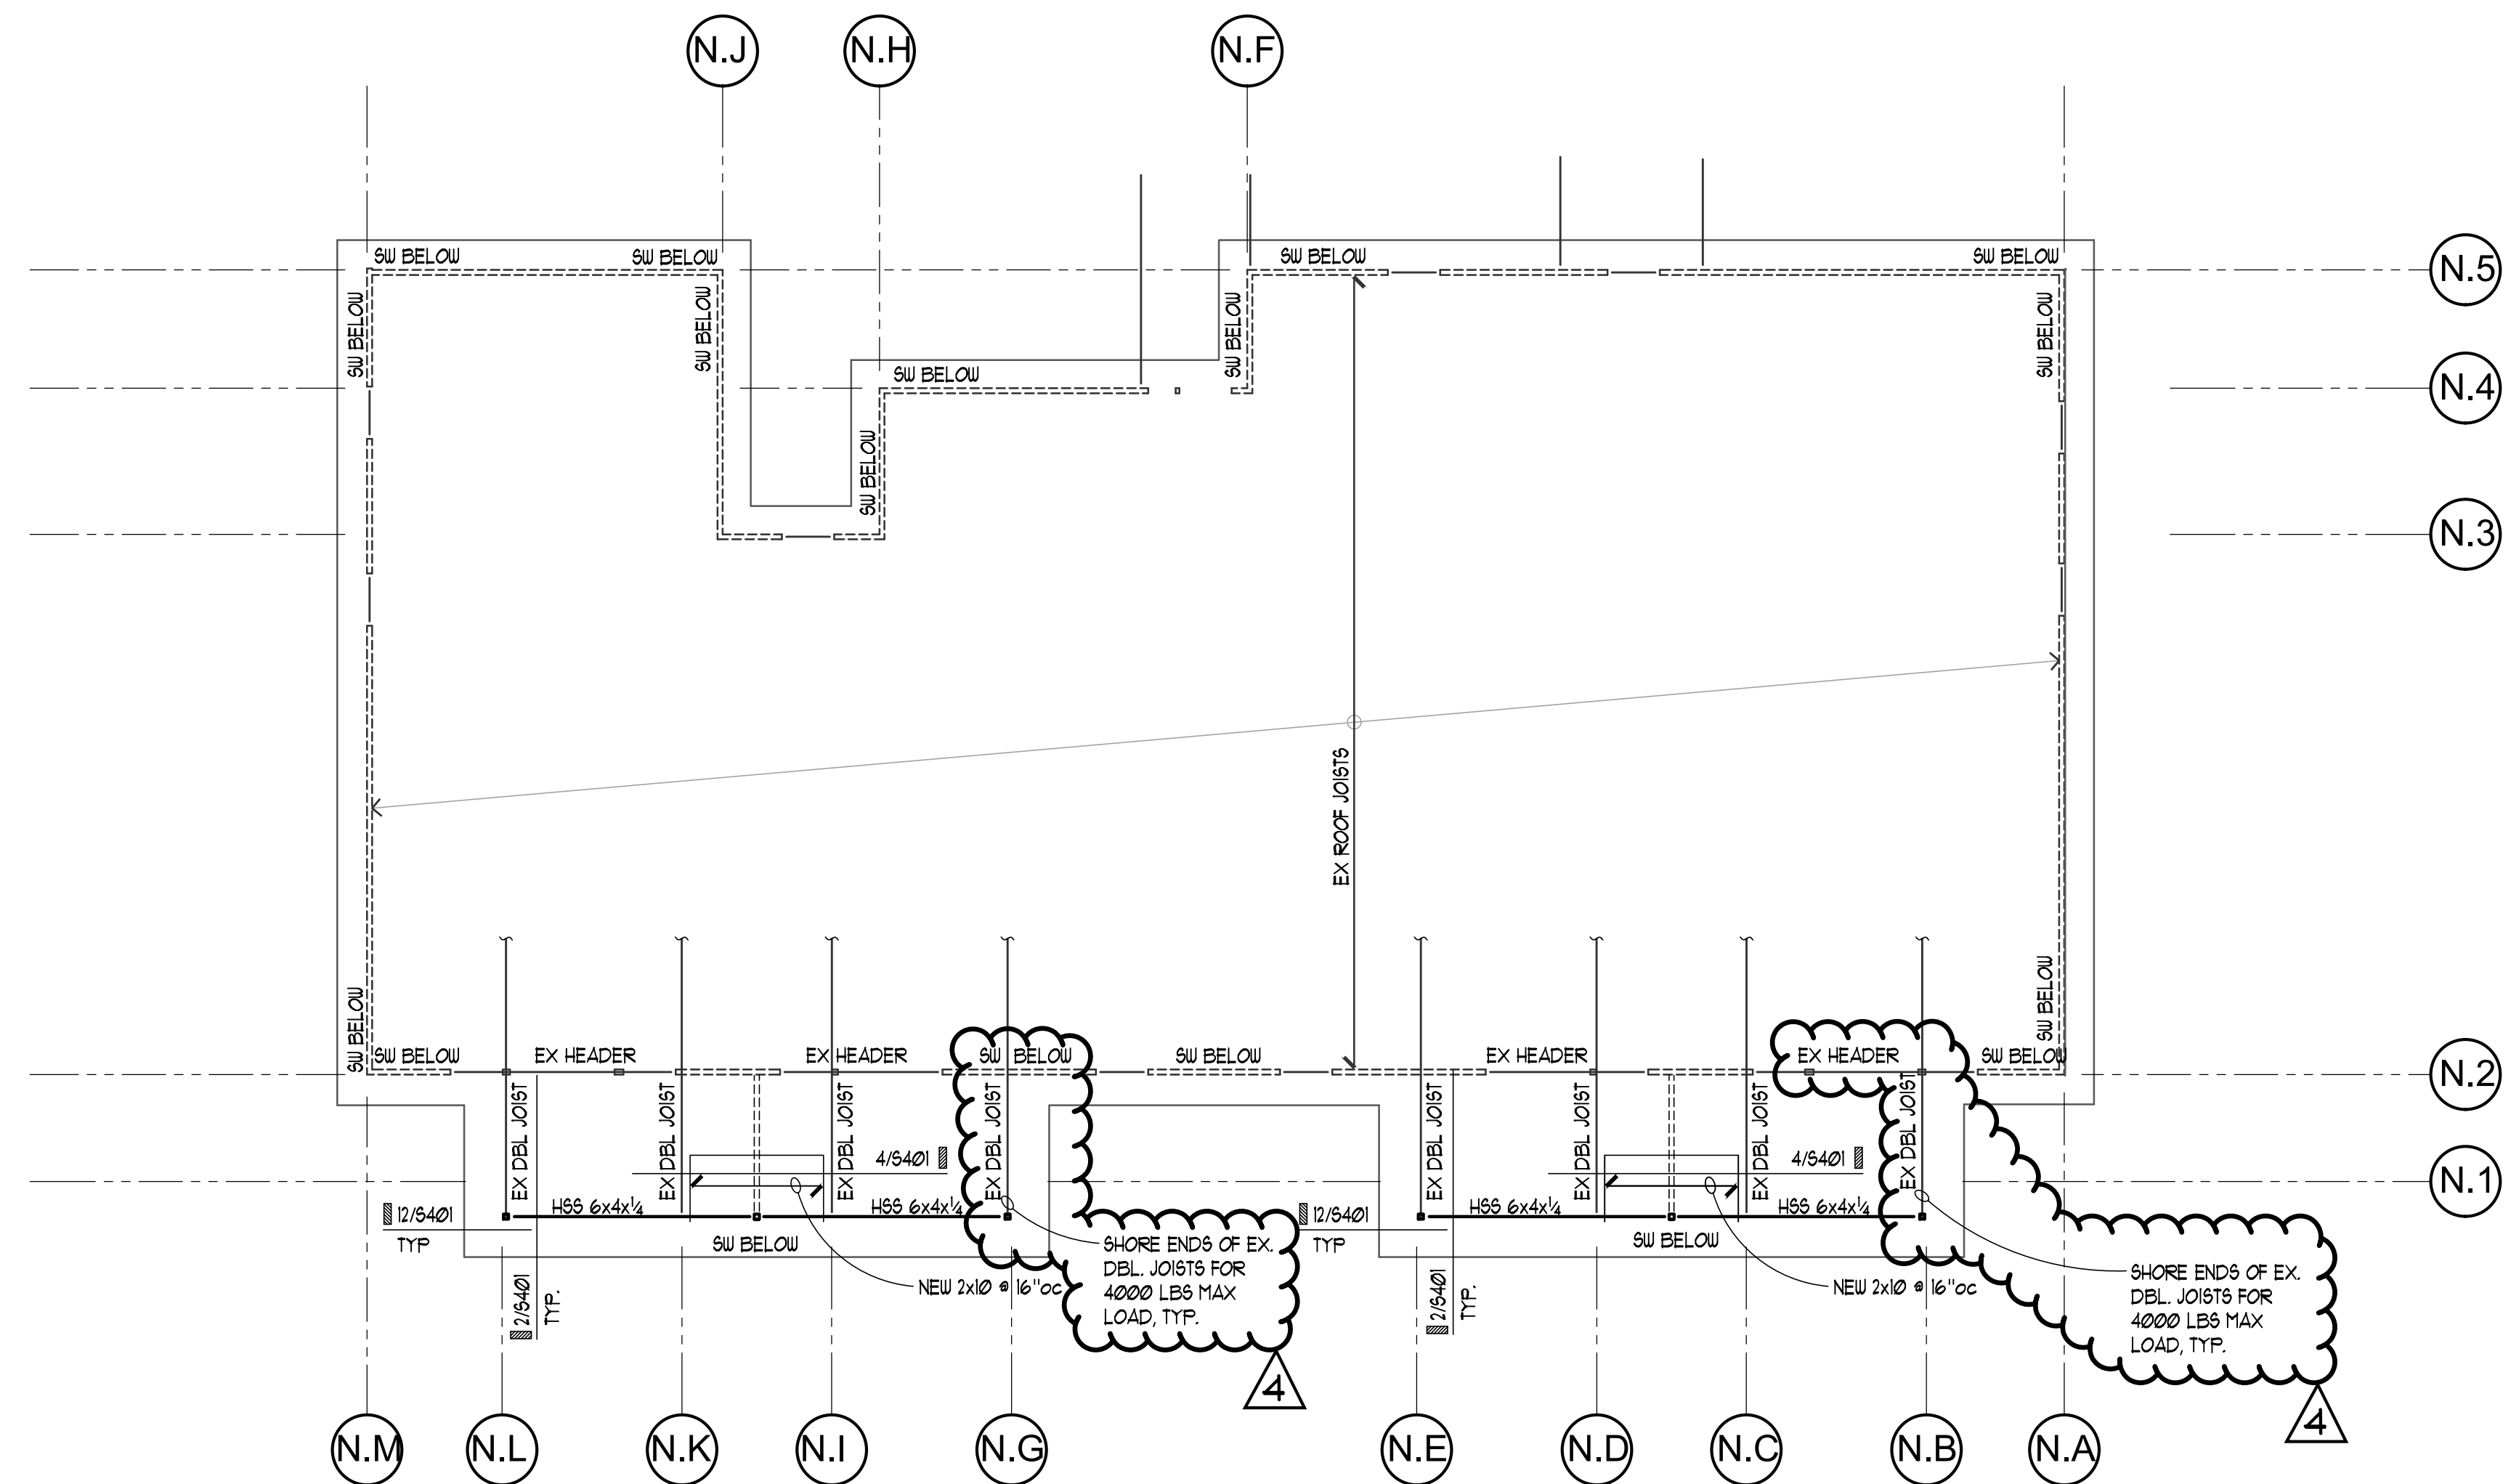 N.J
N.H
N.F
SW BELOW
SW BELOW
SW BELOW
SW BELOW
N.5
SW BELOW
SW BELOW
SW BELOW
SW BELOW
SW BELOW
N.4
SW BELOW
N.3
EX ROOF JOISTS
SW BELOW
SW BELOW
SW BELOW
EX HEADER
EX HEADER
SW BELOW
SW BELOW
EX HEADER
EX HEADER
SW BELOW
N.2
EX DBL JOIST
EX DBL JOIST
EX DBL JOIST
EX DBL JOIST
EX DBL JOIST
EX DBL JOIST
EX DBL JOIST
EX DBL JOIST
4/S401
4/S401
N.1
12/S401
TYP
HSS 6x4x¼
HSS 6x4x¼
12/S401
TYP
HSS 6x4x¼
HSS 6x4x¼
SW BELOW
SW BELOW
2/S401
TYP.
NEW 2x10 @ 16"oc
SHORE ENDS OF EX.
DBL. JOISTS FOR
4000 LBS MAX
LOAD, TYP.
4
2/S401
TYP.
NEW 2x10 @ 16"oc
SHORE ENDS OF EX.
DBL. JOISTS FOR
4000 LBS MAX
LOAD, TYP.
4
N.M
N.L
N.K
N.I
N.G
N.E
N.D
N.C
N.B
N.A